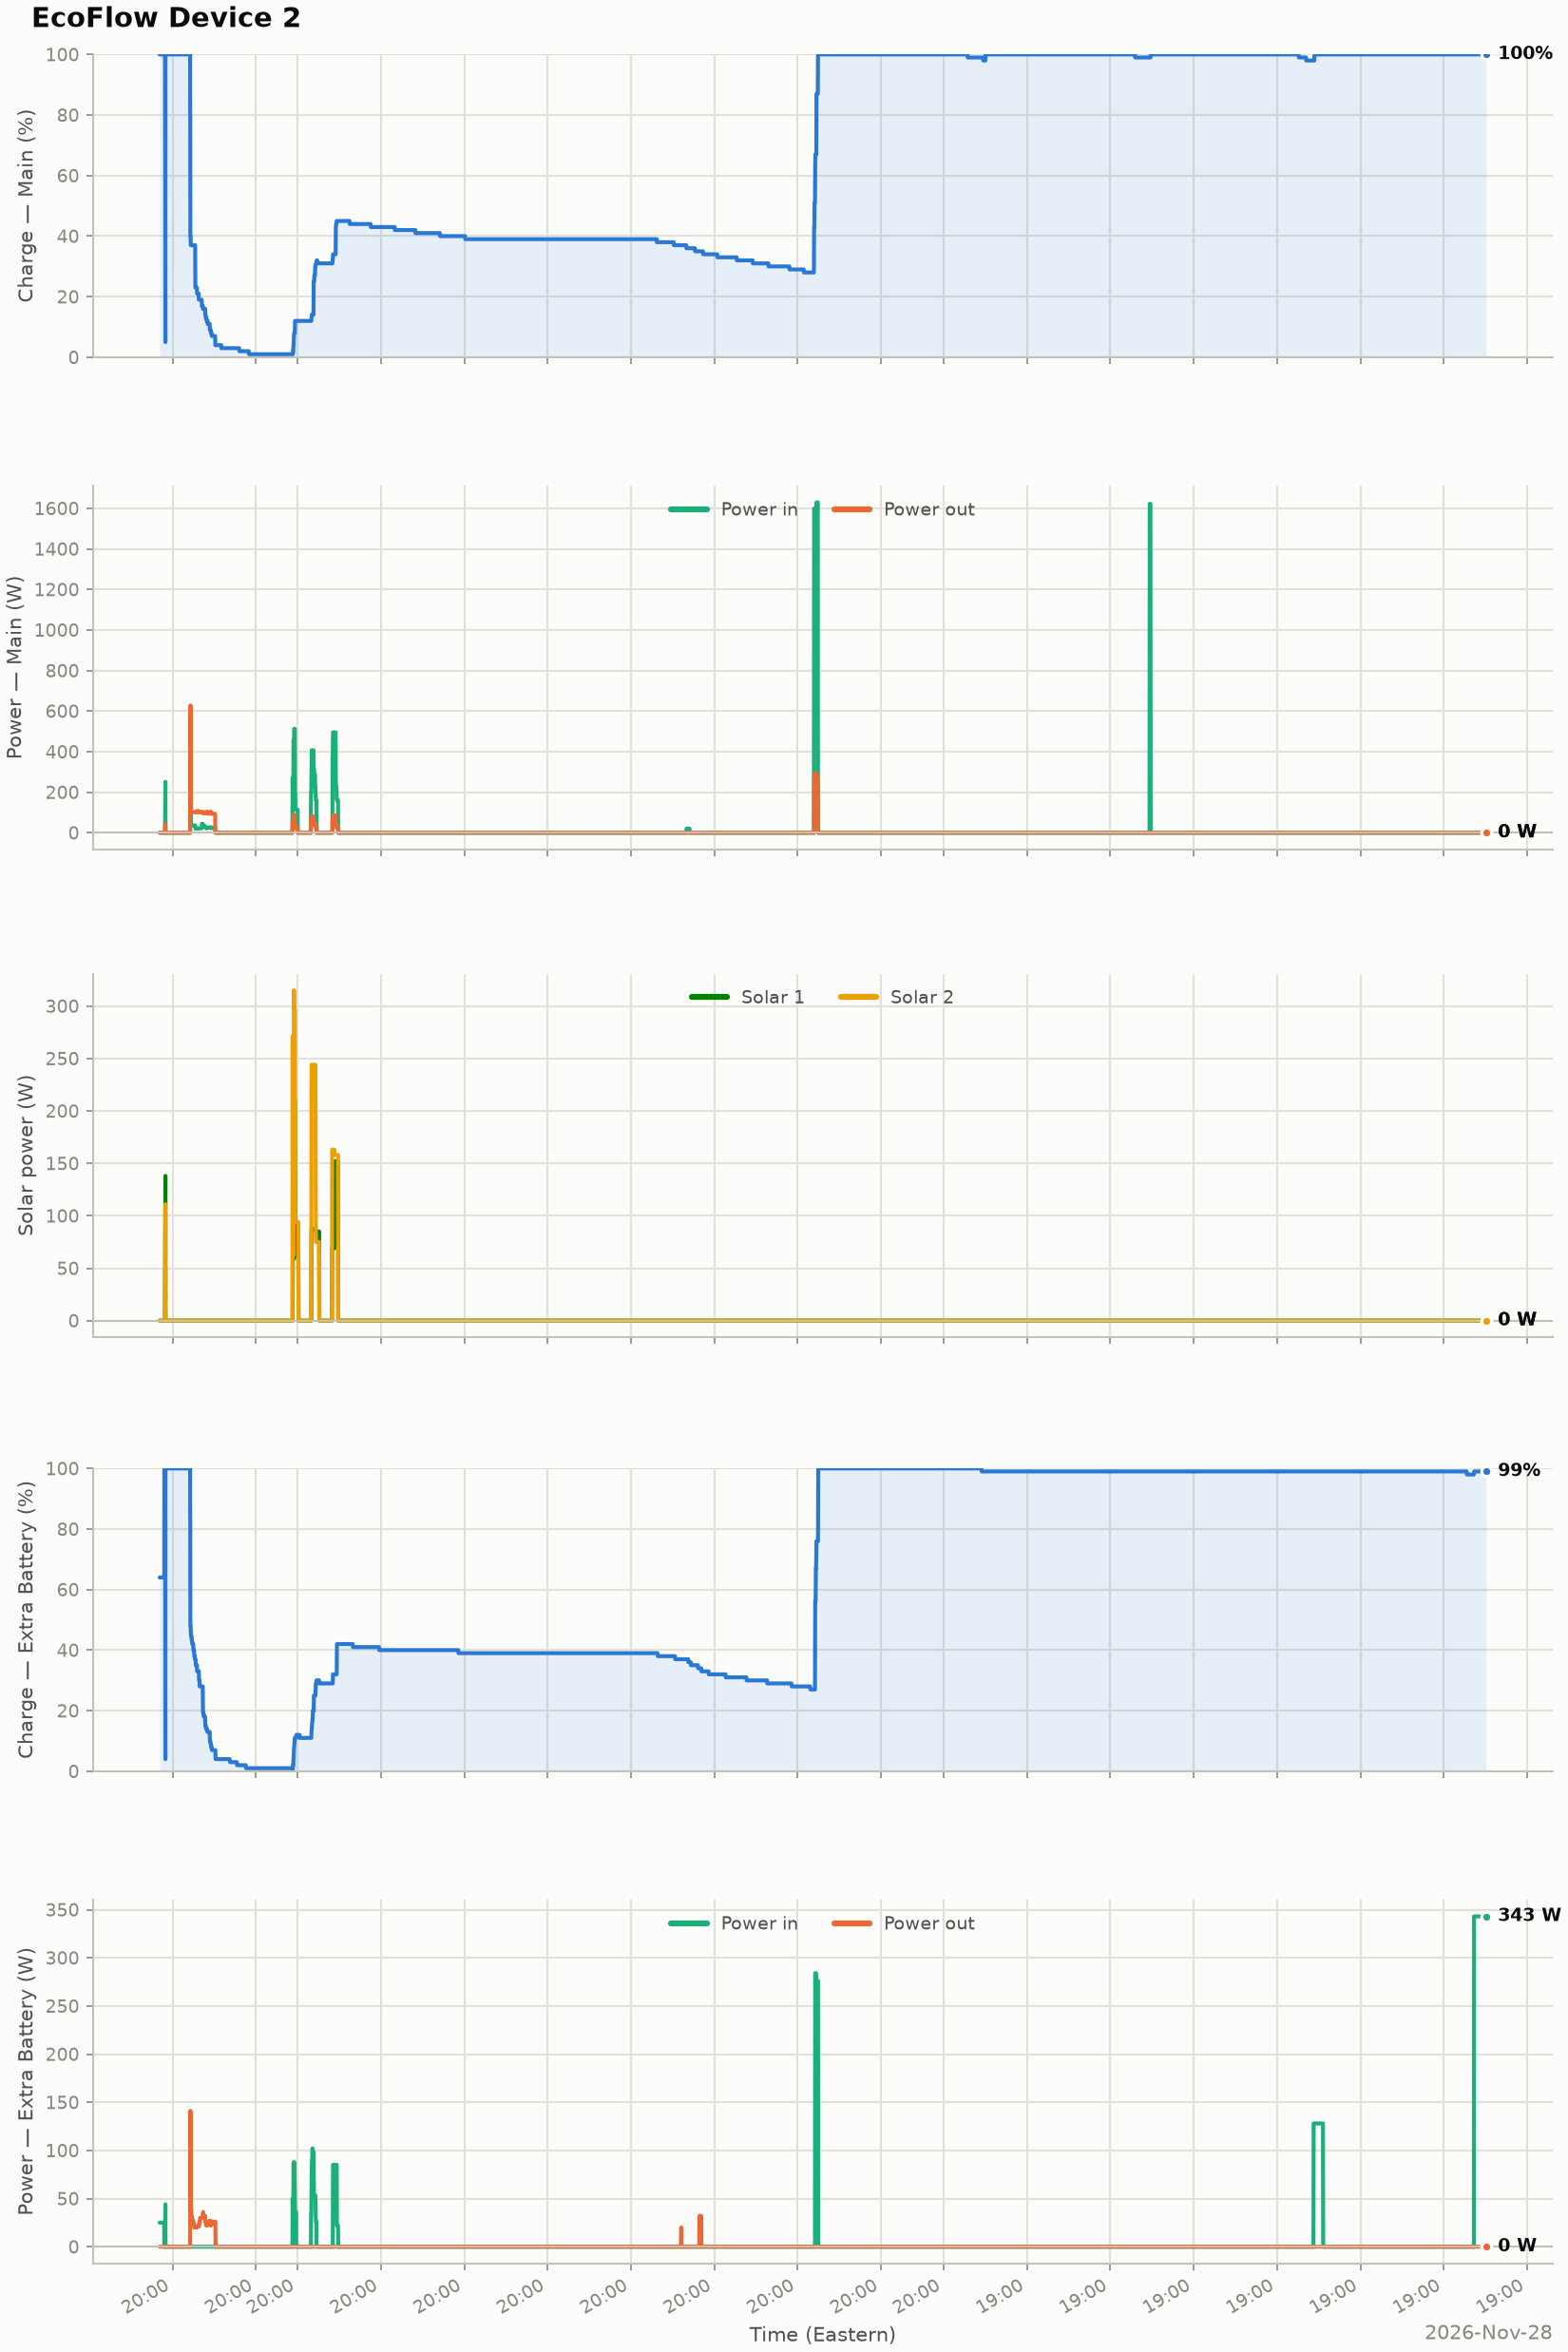 EcoFlow Device 2
Charge — Main (%)
100
80
60
40
20
0
100%
Power — Main (W)
1600
1400
1200
1000
800
600
400
200
0
Power in
Power out
0 W
Solar power (W)
300
250
200
150
100
50
0
Solar 1
Solar 2
0 W
Charge — Extra Battery (%)
100
80
60
40
20
0
99%
Power — Extra Battery (W)
350
300
250
200
150
100
50
0
Power in
Power out
343 W
0 W
20:00 20:00 20:00 20:00 20:00 20:00 20:00 20:00 20:00 20:00 20:00 19:00 19:00 19:00 19:00 19:00 19:00 19:00
Time (Eastern)
2026-Nov-28